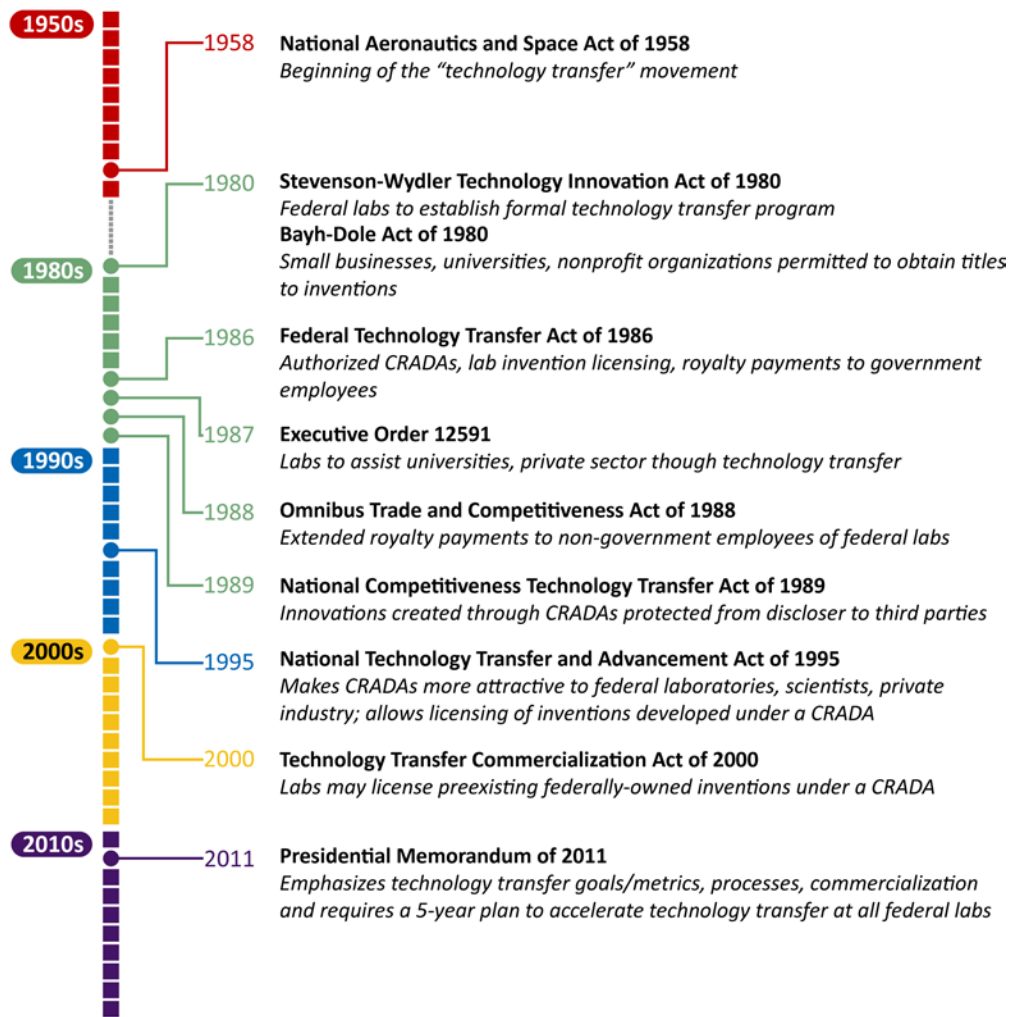 1950s
1958
National Aeronautics and Space Act of 1958
Beginning of the “technology transfer” movement
1980
Stevenson-Wydler Technology Innovation Act of 1980
Federal labs to establish formal technology transfer program
Bayh-Dole Act of 1980
Small businesses, universities, nonprofit organizations permitted to obtain titles
to inventions
1980s
1986
Federal Technology Transfer Act of 1986
Authorized CRADAs, lab invention licensing, royalty payments to government
employees
1987
Executive Order 12591
Labs to assist universities, private sector though technology transfer
1990s
1988
Omnibus Trade and Competitiveness Act of 1988
Extended royalty payments to non-government employees of federal labs
1989
National Competitiveness Technology Transfer Act of 1989
Innovations created through CRADAs protected from discloser to third parties
2000s
1995
National Technology Transfer and Advancement Act of 1995
Makes CRADAs more attractive to federal laboratories, scientists, private
industry; allows licensing of inventions developed under a CRADA
2000
Technology Transfer Commercialization Act of 2000
Labs may license preexisting federally-owned inventions under a CRADA
2010s
2011
Presidential Memorandum of 2011
Emphasizes technology transfer goals/metrics, processes, commercialization
and requires a 5-year plan to accelerate technology transfer at all federal labs